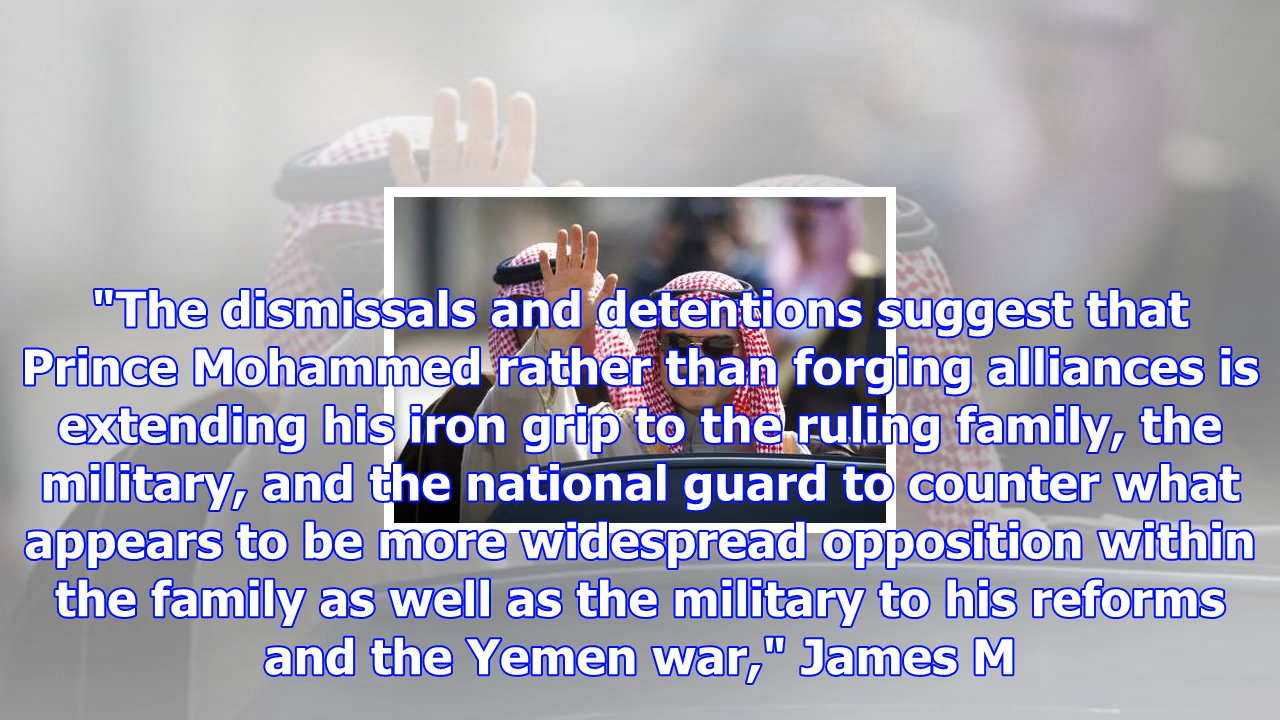 "The dismissals and detentions suggest that
Prince Mohammed rather than forging alliances is
extending his iron grip to the ruling family, the
military, and the national guard to counter what
appears to be more widespread opposition within
the family as well as the military to his reforms
and the Yemen war," James M